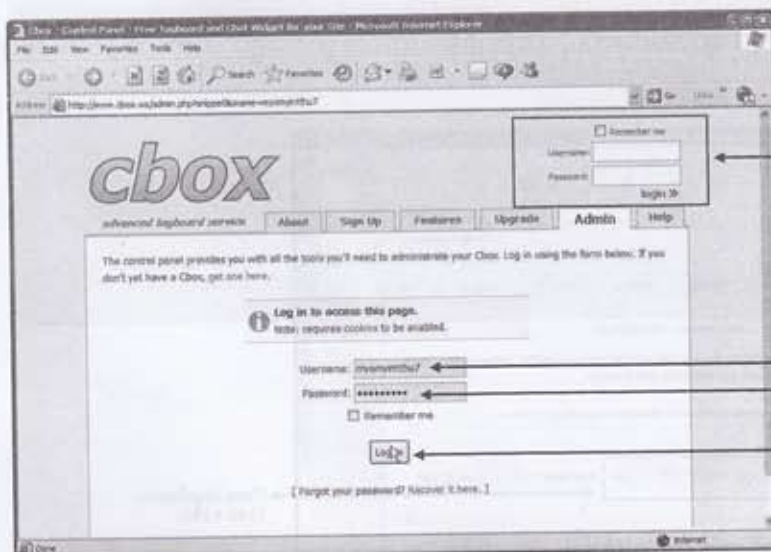 Cbox - Control Panel - Free tagboard and chat widget for your site - Microsoft Internet Explorer
File Edit View Favorites Tools Help
Search Favorites
Address Go
Remember me
Username:
Password:
login »
cbox
advanced tagboard service About Sign Up Features Upgrade Admin Help
The control panel provides you with all the tools you'll need to administrate your Cbox. Log in using the form below. If you
don't yet have a Cbox, get one here.
Log in to access this page.
Note: requires cookies to be enabled.
Username:
Password: •••••••••
Remember me
[ Forgot your password? Recover it here. ]
Done Internet